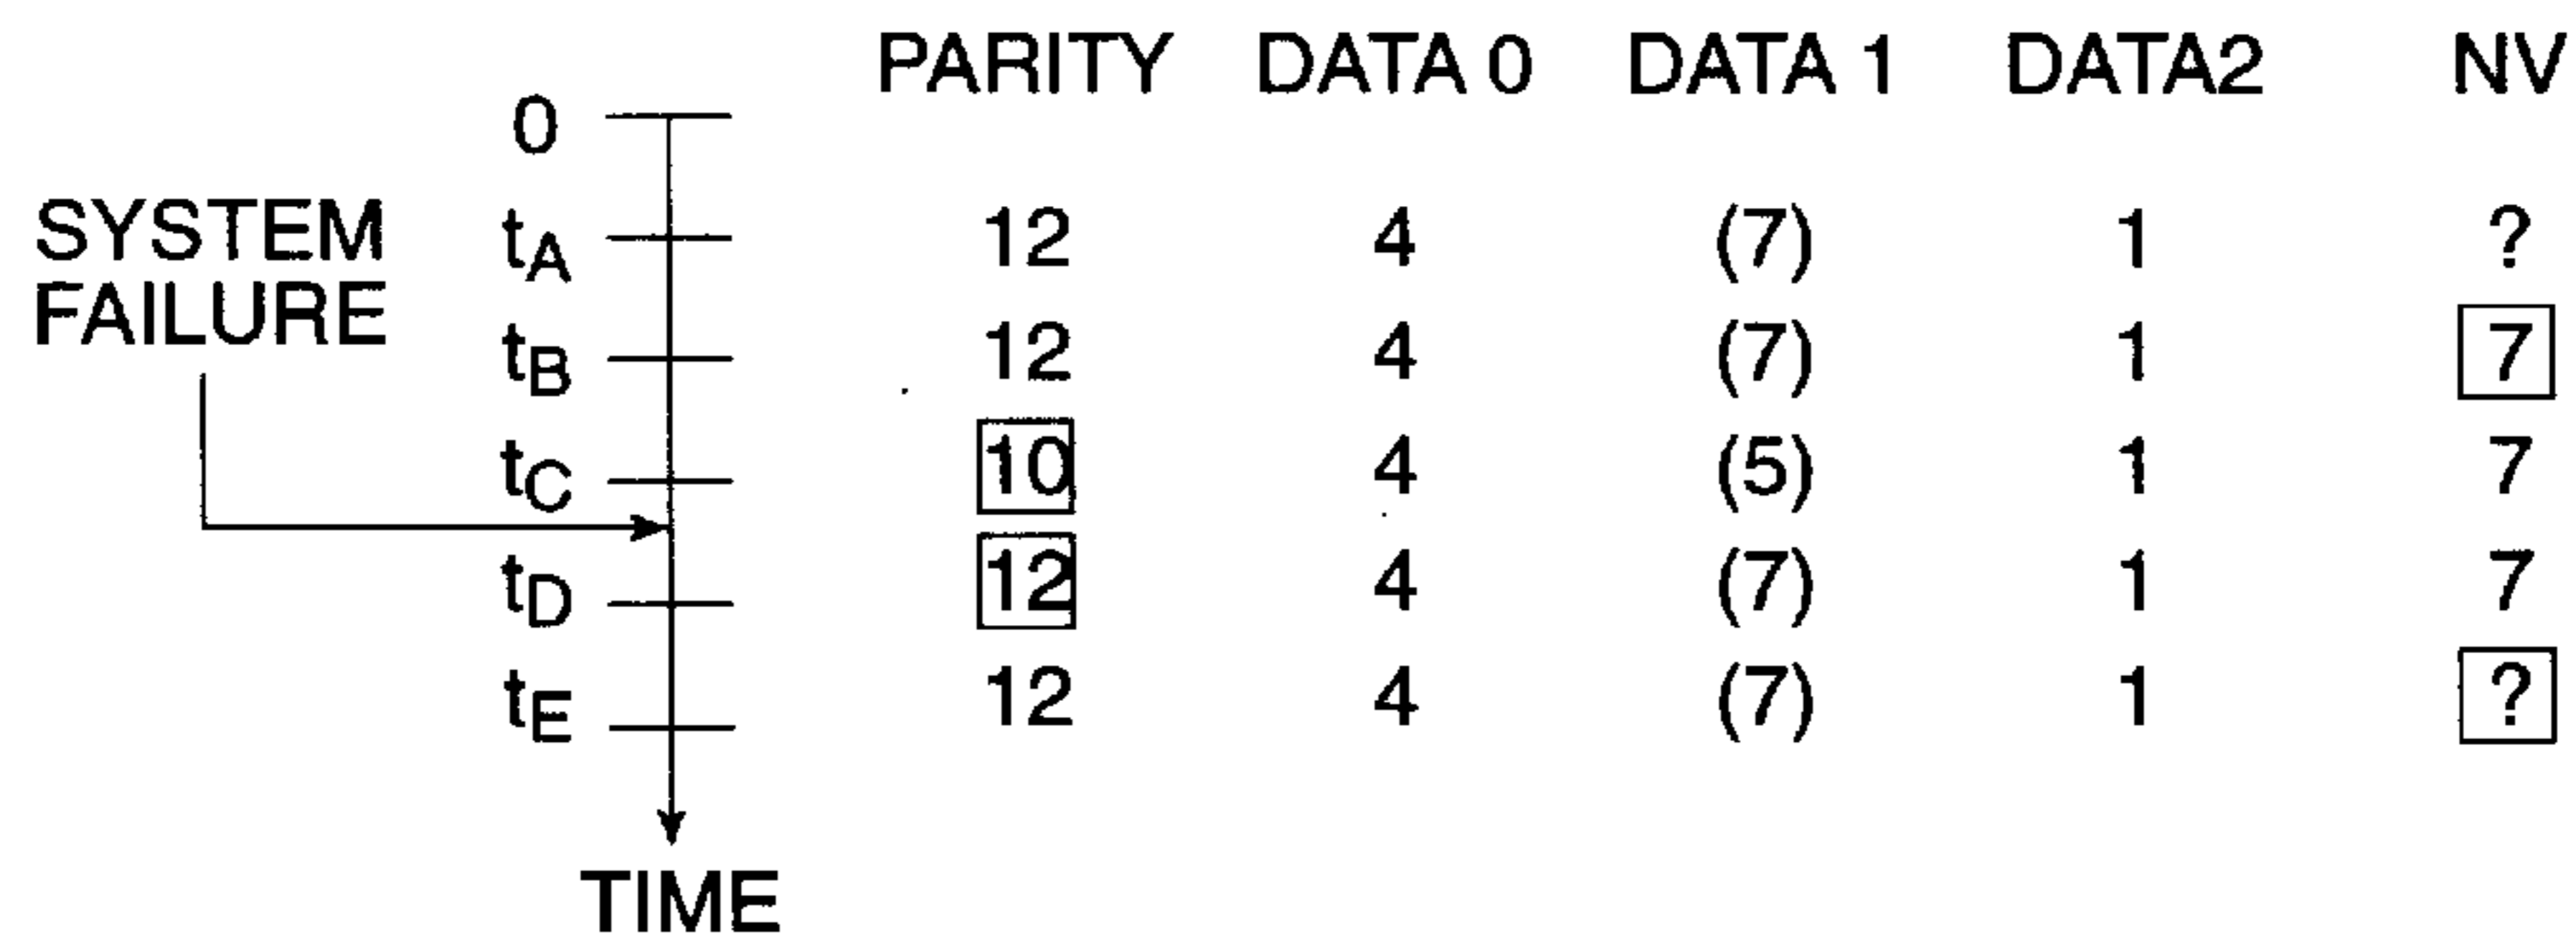 PARITY DATA 0 DATA 1 DATA2 NV
0
SYSTEM FAILURE
tA 12 4 (7) 1 ?
tB 12 4 (7) 1 7
tC 10 4 (5) 1 7
tD 12 4 (7) 1 7
tE 12 4 (7) 1 ?
TIME